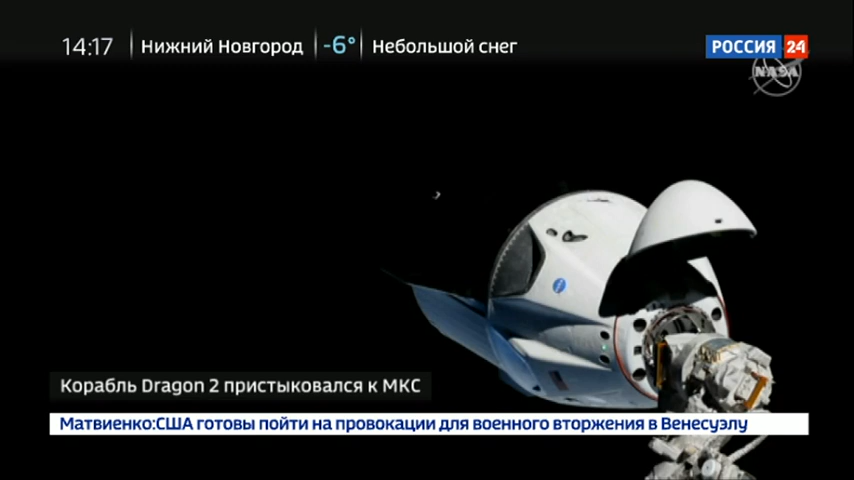 14:17 Нижний Новгород -6° Небольшой снег РОССИЯ 24
NASA
Корабль Dragon 2 пристыковался к МКС
Матвиенко:США готовы пойти на провокации для военного вторжения в Венесуэлу